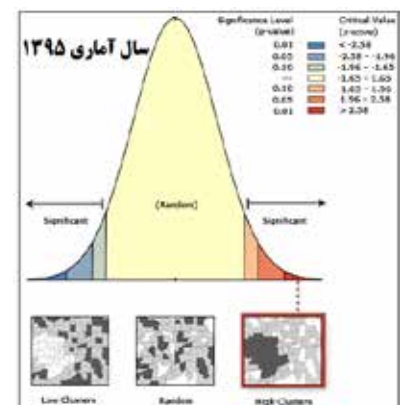 سال آماری ۱۳۹۵
Significance Level
(p-value)
Critical Value
(z-score)
0.01 < -2.58
0.05 -2.58 - -1.96
0.10 -1.96 - -1.65
--- -1.65 - 1.65
0.10 1.65 - 1.96
0.05 1.96 - 2.58
0.01 > 2.58
Significant
(Random)
Significant
Low-Clusters
Random
High-Clusters